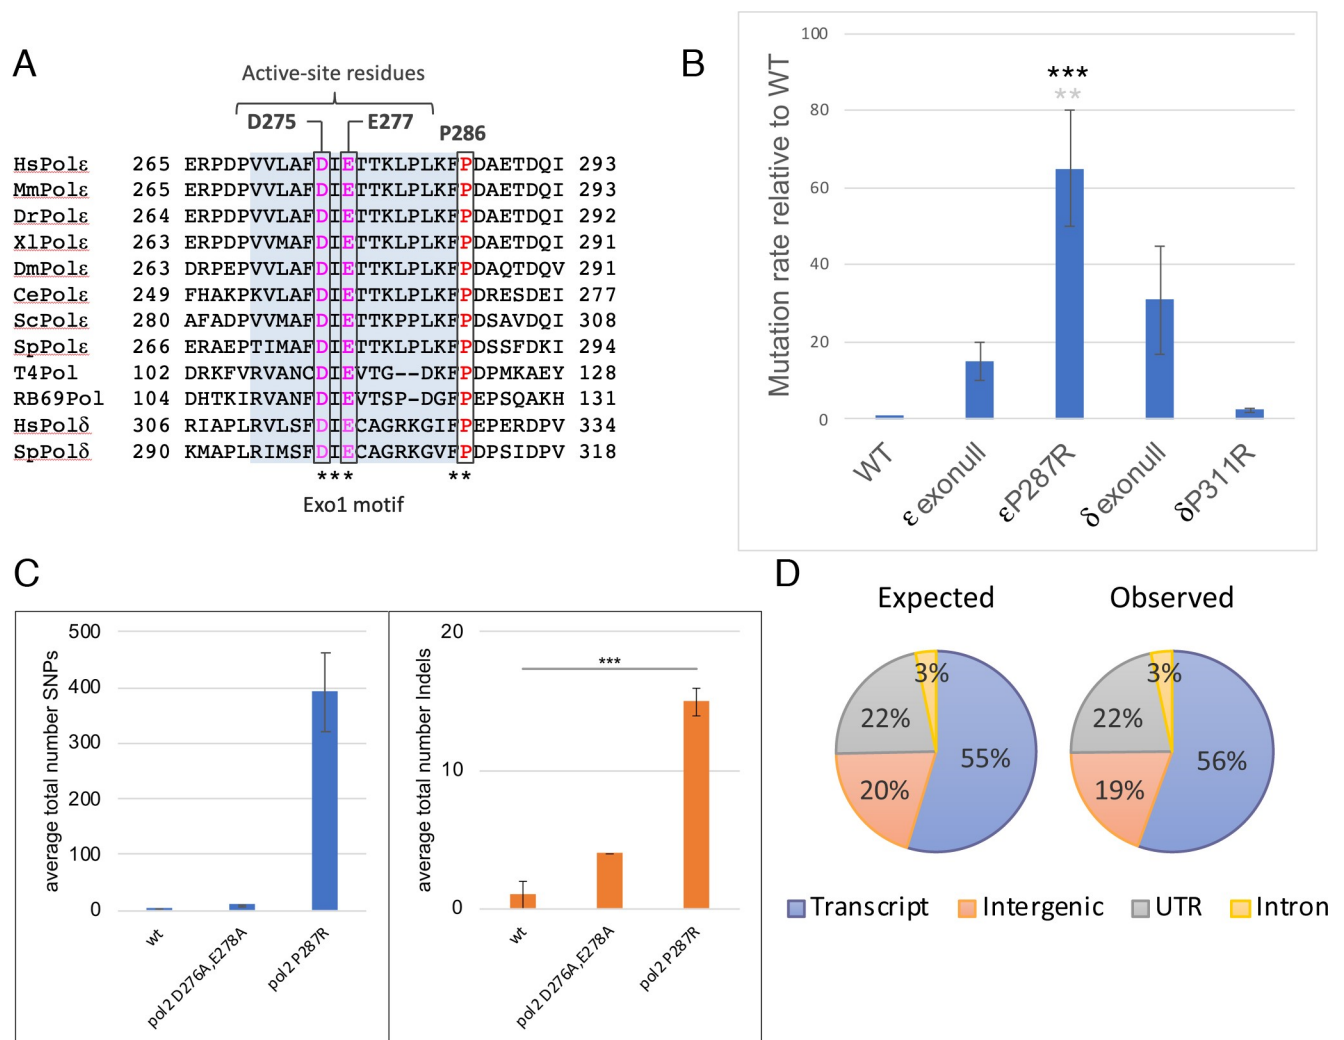 A
Active-site residues
D275
E277
P286
HsPolε 265 ERPDPVVLAFDIETTKLPLKFPDAETDQI 293
MmPolε 265 ERPDPVVLAFDIETTKLPLKFPDAETDQI 293
DrPolε 264 ERPDPVVLAFDIETTKLPLKFPDAETDQI 292
XlPolε 263 ERPDPVVMAFDIETTKLPLKFPDAETDQI 291
DmPolε 263 DRPEPVVLAFDIETTKLPLKFPDAQTDQV 291
CePolε 249 FHAKPKVLAFDIETTKLPLKFPDRESDEI 277
ScPolε 280 AFADPVVMAFDIETTKPPLKFPDSAVDQI 308
SpPolε 266 ERAEPTIMAFDIETTKLPLKFPDSSFDKI 294
T4Pol 102 DRKFVRVANCDIEVTG--DKFPDPMKAEY 128
RB69Pol 104 DHTKIRVANFDIEVTSP-DGFPEPSQAKH 131
HsPolδ 306 RIAPLRVLSFDIECAGRKGIFPEPERDPV 334
SpPolδ 290 KMAPLRIMSFDIECAGRKGVFPDPSIDPV 318
*** **
Exo1 motif
B
Mutation rate relative to WT
100
80
60
40
20
0
***
**
WT
ε exonull
εP287R
δ exonull
δP311R
C
average total number SNPs
500
400
300
200
100
0
wt
pol2 D276A,E278A
pol2 P287R
average total number Indels
20
10
0
***
wt
pol2 D276A,E278A
pol2 P287R
D
Expected
3%
22%
55%
20%
Observed
3%
22%
56%
19%
Transcript
Intergenic
UTR
Intron